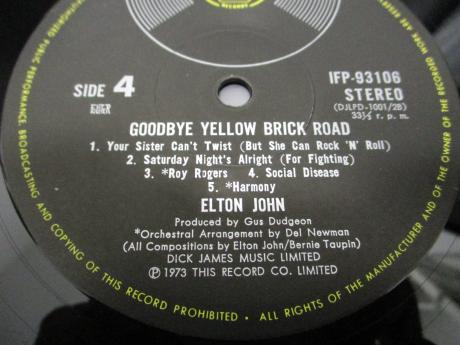 RECORDS
SIDE 4
IFP-93106
STEREO
(DJLPD-1001/2B)
33⅓ r. p. m.
GOODBYE YELLOW BRICK ROAD
1. Your Sister Can't Twist (But She Can Rock 'N' Roll)
2. Saturday Night's Alright (For Fighting)
3. *Roy Rogers 4. Social Disease
5. *Harmony
ELTON JOHN
Produced by Gus Dudgeon
*Orchestral Arrangement by Del Newman
(All Compositions by Elton John/Bernie Taupin)
DICK JAMES MUSIC LIMITED
Ⓟ 1973 THIS RECORD CO. LIMITED
PUBLIC PERFORMANCE, BROADCASTING AND COPYING OF THIS RECORD PROHIBITED. • ALL RIGHTS OF THE MANUFACTURER AND OF THE OWNER OF THE RECORDED WORK